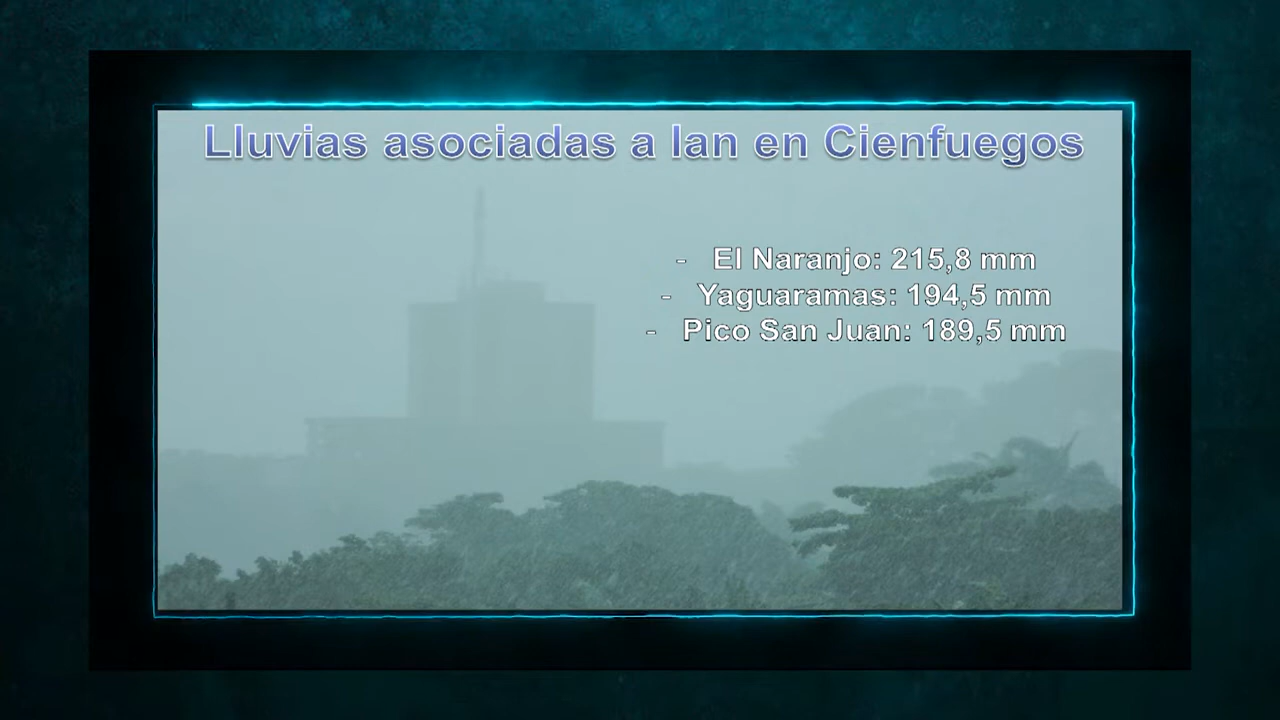 Lluvias asociadas a Ian en Cienfuegos
- El Naranjo: 215,8 mm
- Yaguaramas: 194,5 mm
- Pico San Juan: 189,5 mm